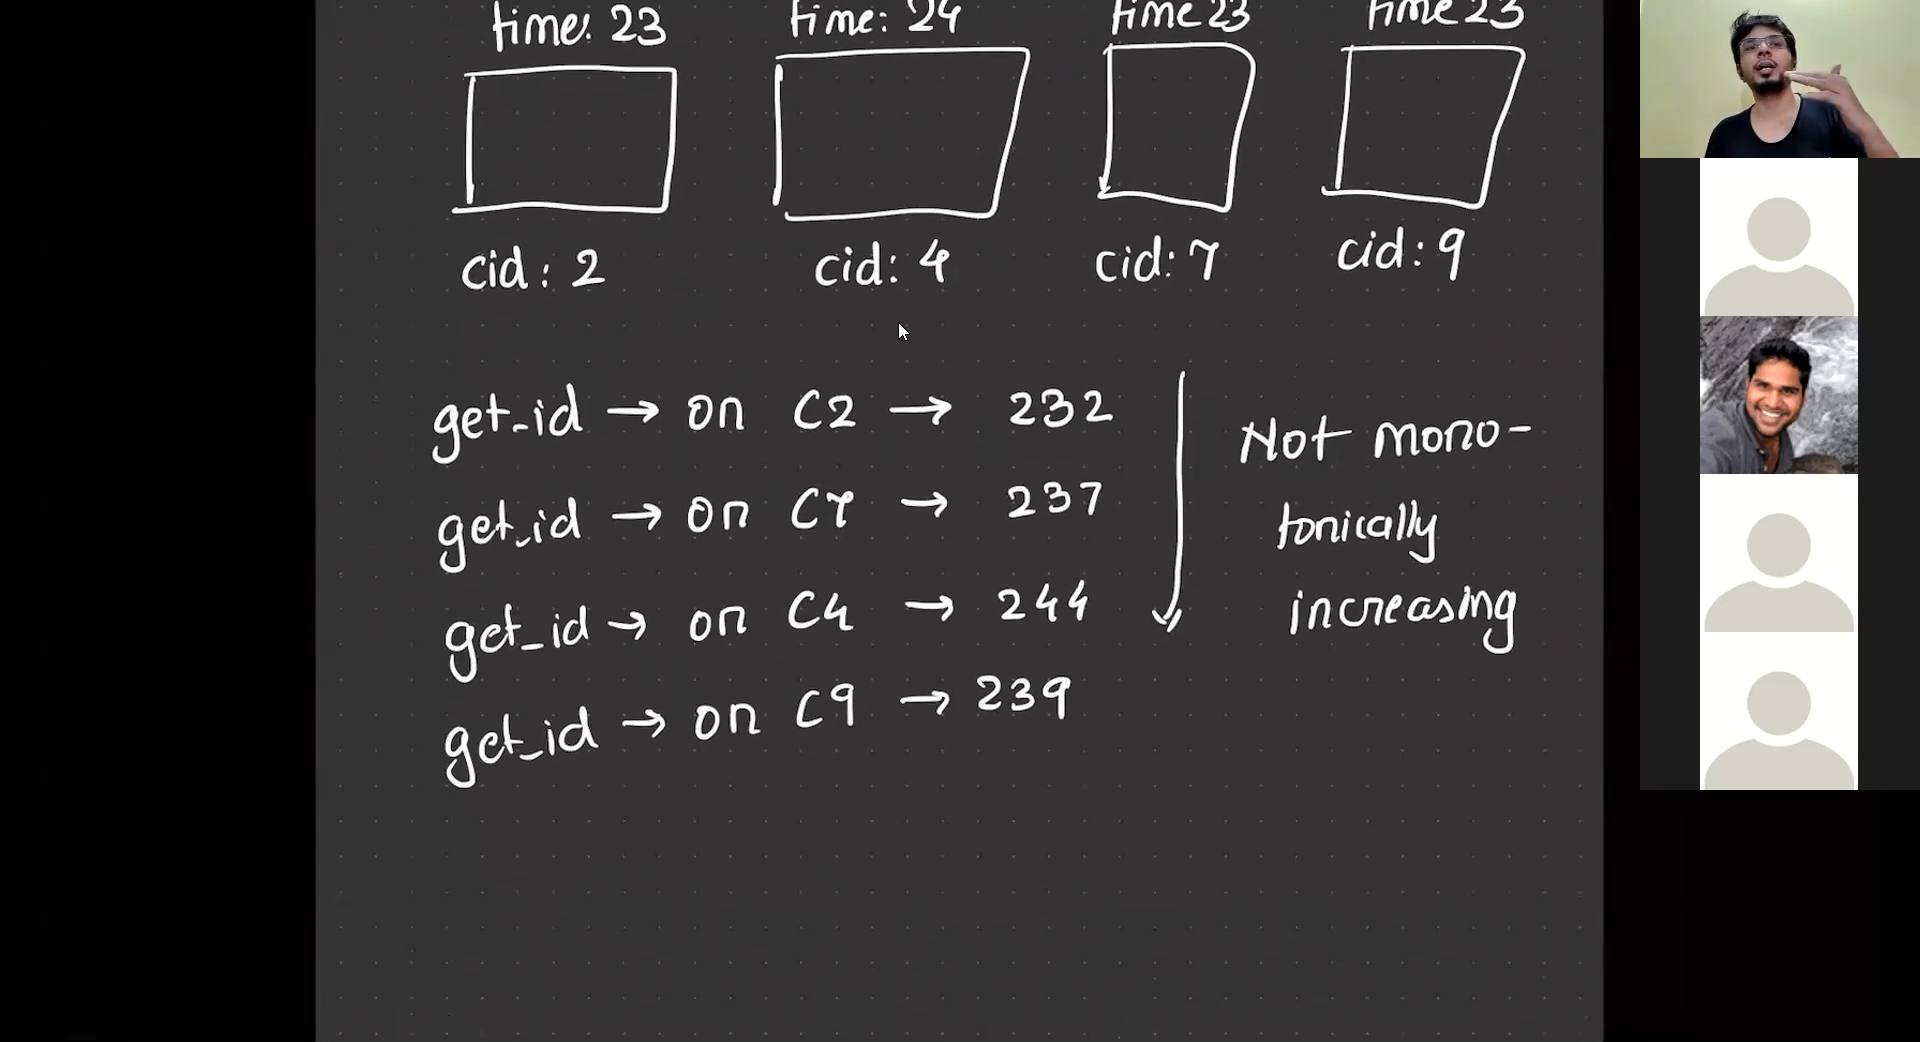 time: 23 time: 24 time 23 time 23
cid: 2 cid: 4 cid: 7 cid: 9
get_id → on C2 → 232
get_id → on C7 → 237
get_id → on C4 → 244
get_id → on C9 → 239
Not mono-
tonically
increasing